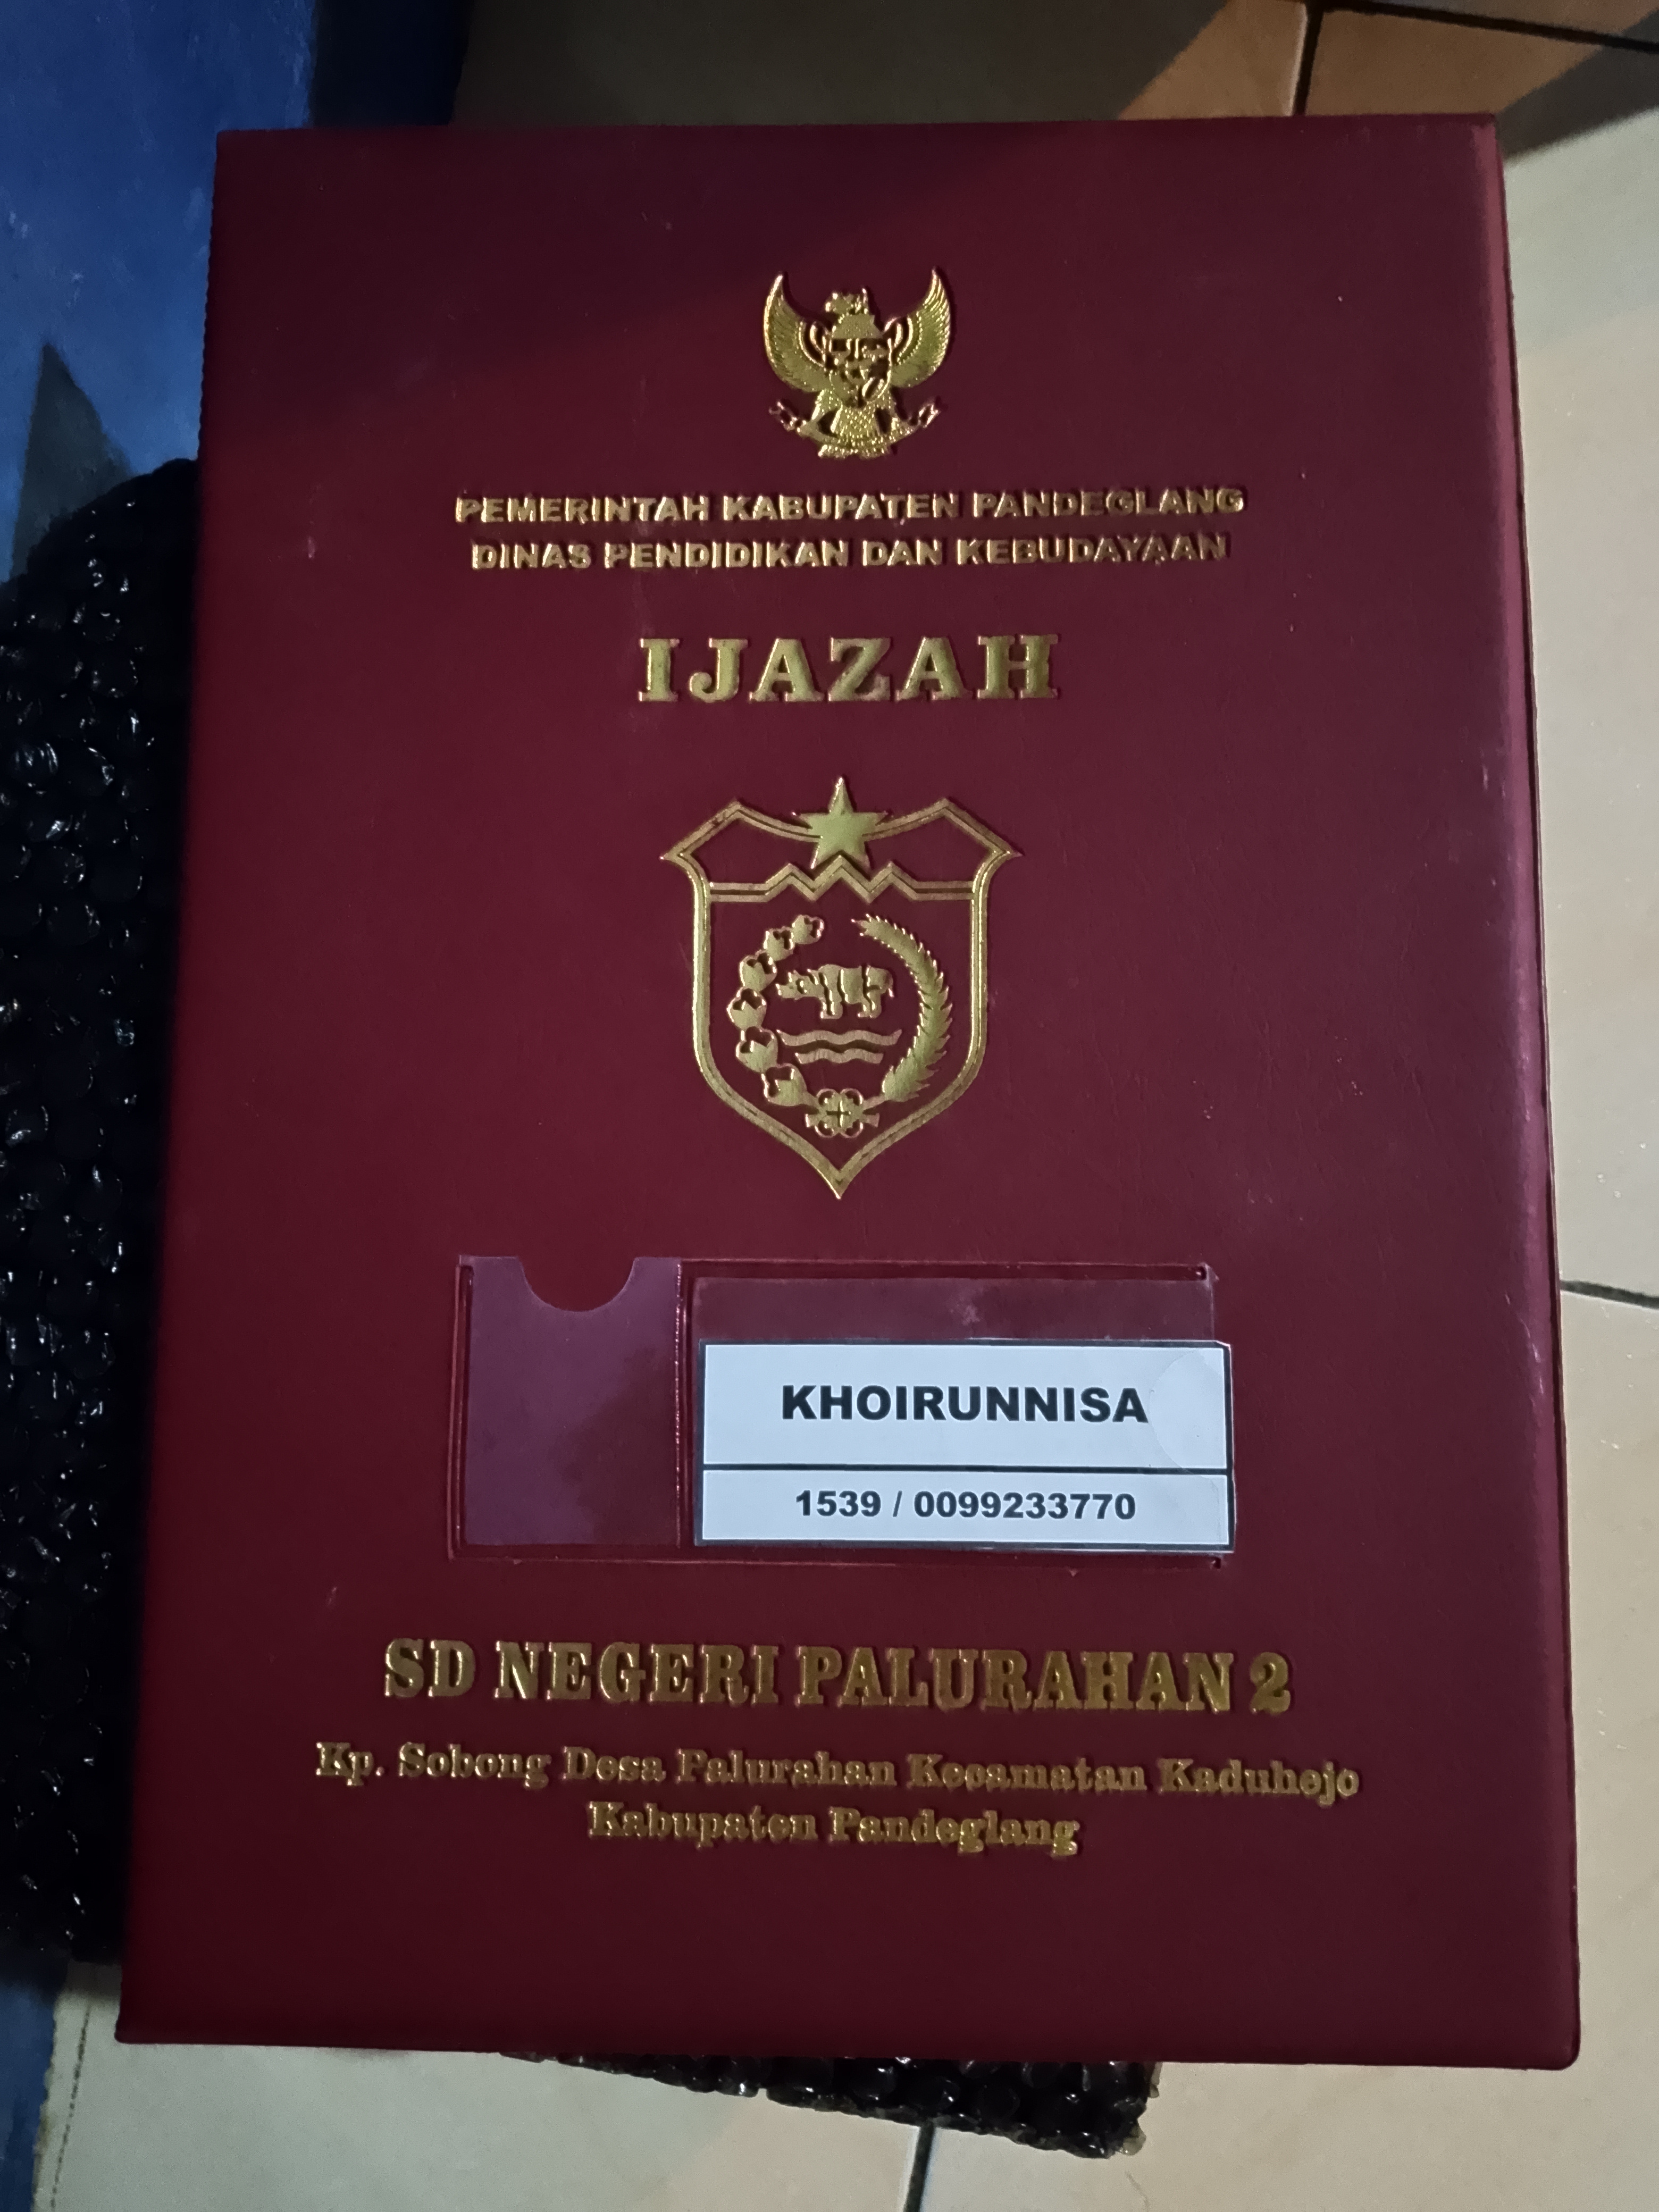 PEMERINTAH KABUPATEN PANDEGLANG
DINAS PENDIDIKAN DAN KEBUDAYAAN
IJAZAH
KHOIRUNNISA
1539 / 0099233770
SD NEGERI PALURAHAN 2
Kp. Sobong Desa Palurahan Kecamatan Kaduhejo
Kabupaten Pandeglang